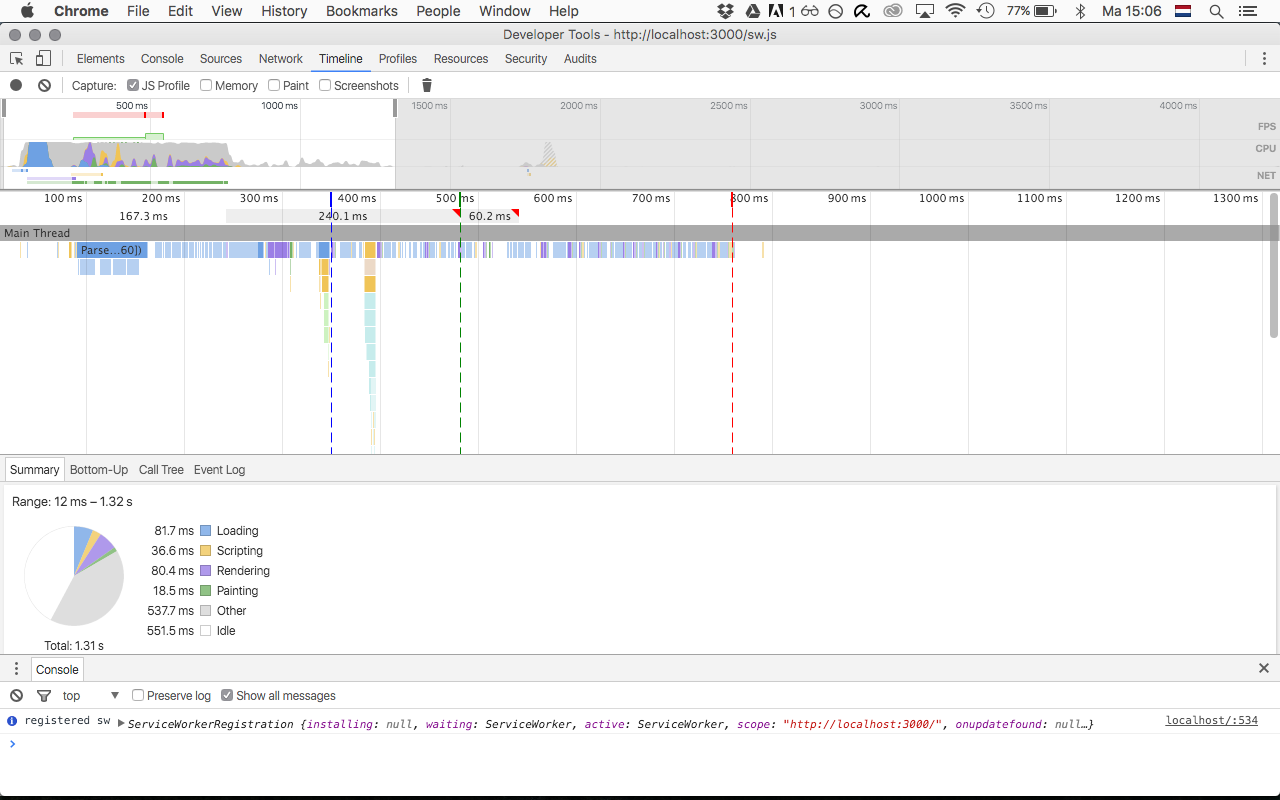 Chrome File Edit View History Bookmarks People Window Help 1 77% Ma 15:06
Developer Tools - http://localhost:3000/sw.js
Elements Console Sources Network Timeline Profiles Resources Security Audits
Capture: JS Profile Memory Paint Screenshots
500 ms 1000 ms 1500 ms 2000 ms 2500 ms 3000 ms 3500 ms 4000 ms
FPS
CPU
NET
100 ms 200 ms 300 ms 400 ms 500 ms 600 ms 700 ms 800 ms 900 ms 1000 ms 1100 ms 1200 ms 1300 ms
167.3 ms 240.1 ms 60.2 ms
Main Thread
Parse...60])
Summary Bottom-Up Call Tree Event Log
Range: 12 ms – 1.32 s
81.7 ms Loading
36.6 ms Scripting
80.4 ms Rendering
18.5 ms Painting
537.7 ms Other
551.5 ms Idle
Total: 1.31 s
Console
top Preserve log Show all messages
registered sw ServiceWorkerRegistration {installing: null, waiting: ServiceWorker, active: ServiceWorker, scope: "http://localhost:3000/", onupdatefound: null…} localhost/:534